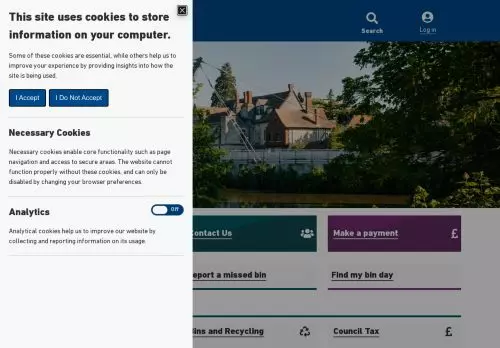 This site uses cookies to store
information on your computer.
Some of these cookies are essential, while others help us to
improve your experience by providing insights into how the
site is being used.
I Accept
I Do Not Accept
Necessary Cookies
Necessary cookies enable core functionality such as page
navigation and access to secure areas. The website cannot
function properly without these cookies, and can only be
disabled by changing your browser preferences.
Analytics
Off
Analytical cookies help us to improve our website by
collecting and reporting information on its usage.
Search
Log in
Contact Us
Make a payment
£
eport a missed bin
Find my bin day
ins and Recycling
Council Tax
£